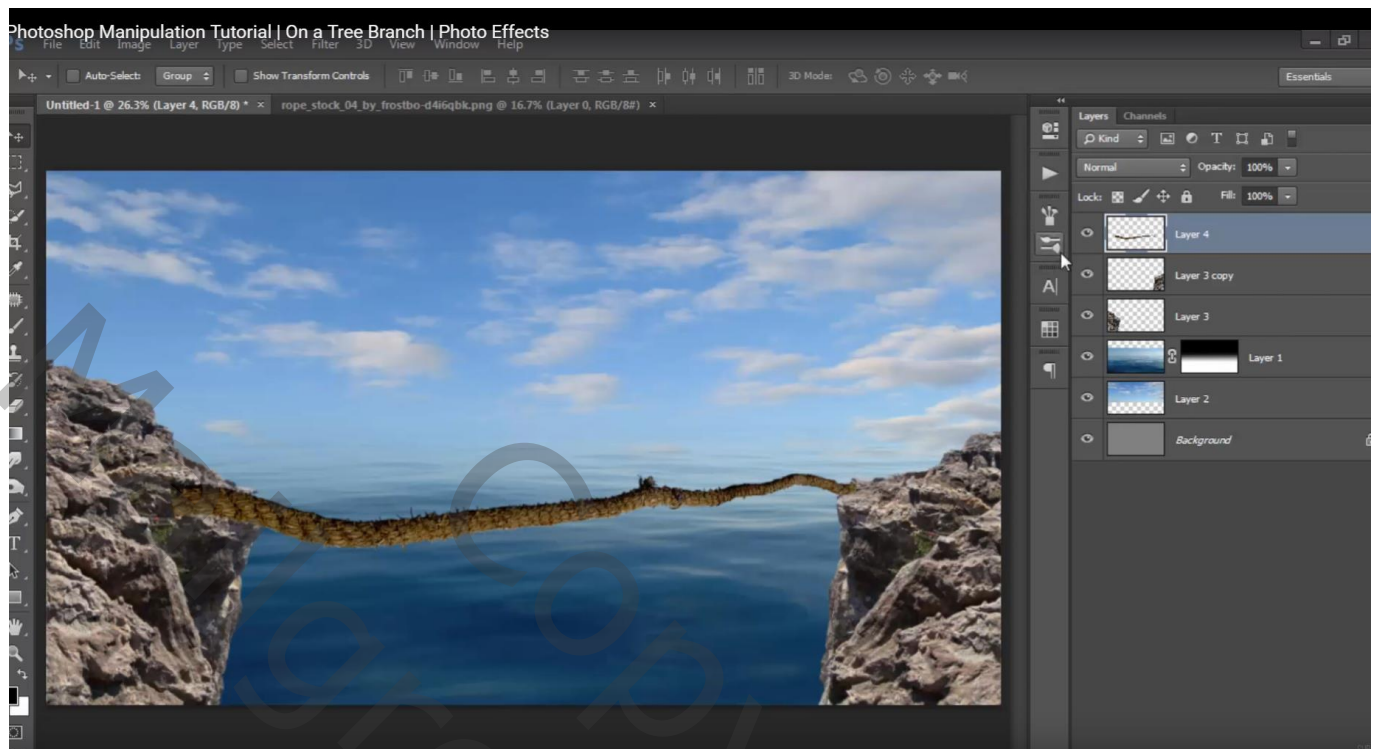 Photoshop Manipulation Tutorial | On a Tree Branch | Photo Effects
File Edit Image Layer Type Select Filter 3D View Window Help
Auto-Select: Group Show Transform Controls 3D Mode: Essentials
Untitled-1 @ 26.3% (Layer 4, RGB/8) * × rope_stock_04_by_frostbo-d4i6qbk.png @ 16.7% (Layer 0, RGB/8#) ×
Layers Channels
Kind
Normal Opacity: 100%
Lock: Fill: 100%
Layer 4
Layer 3 copy
Layer 3
Layer 1
Layer 2
Background